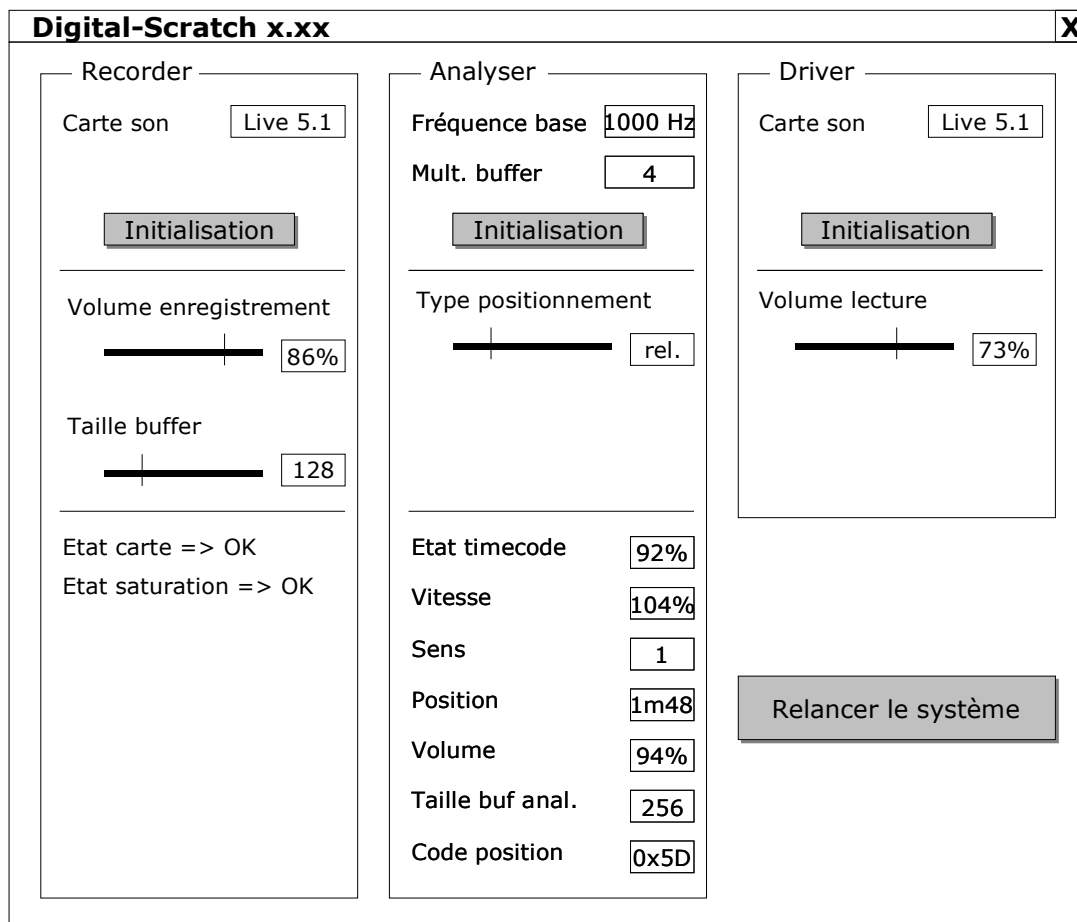 Digital-Scratch x.xx X
Recorder
Carte son Live 5.1
Initialisation
Volume enregistrement
86%
Taille buffer
128
Etat carte => OK
Etat saturation => OK
Analyser
Fréquence base 1000 Hz
Mult. buffer 4
Initialisation
Type positionnement
rel.
Etat timecode 92%
Vitesse 104%
Sens 1
Position 1m48
Volume 94%
Taille buf anal. 256
Code position 0x5D
Driver
Carte son Live 5.1
Initialisation
Volume lecture
73%
Relancer le système